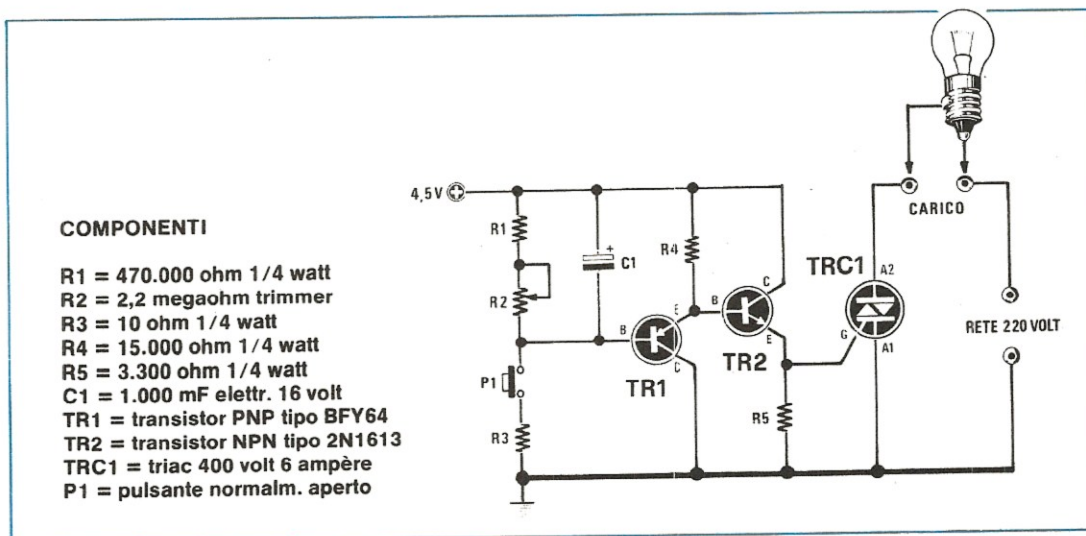 COMPONENTI
R1 = 470.000 ohm 1/4 watt
R2 = 2,2 megaohm trimmer
R3 = 10 ohm 1/4 watt
R4 = 15.000 ohm 1/4 watt
R5 = 3.300 ohm 1/4 watt
C1 = 1.000 mF elettr. 16 volt
TR1 = transistor PNP tipo BFY64
TR2 = transistor NPN tipo 2N1613
TRC1 = triac 400 volt 6 ampère
P1 = pulsante normalm. aperto
4,5V
R1
R2
P1
R3
+
C1
B
E
C
TR1
R4
B
C
E
TR2
R5
TRC1
A2
G
A1
CARICO
RETE 220 VOLT